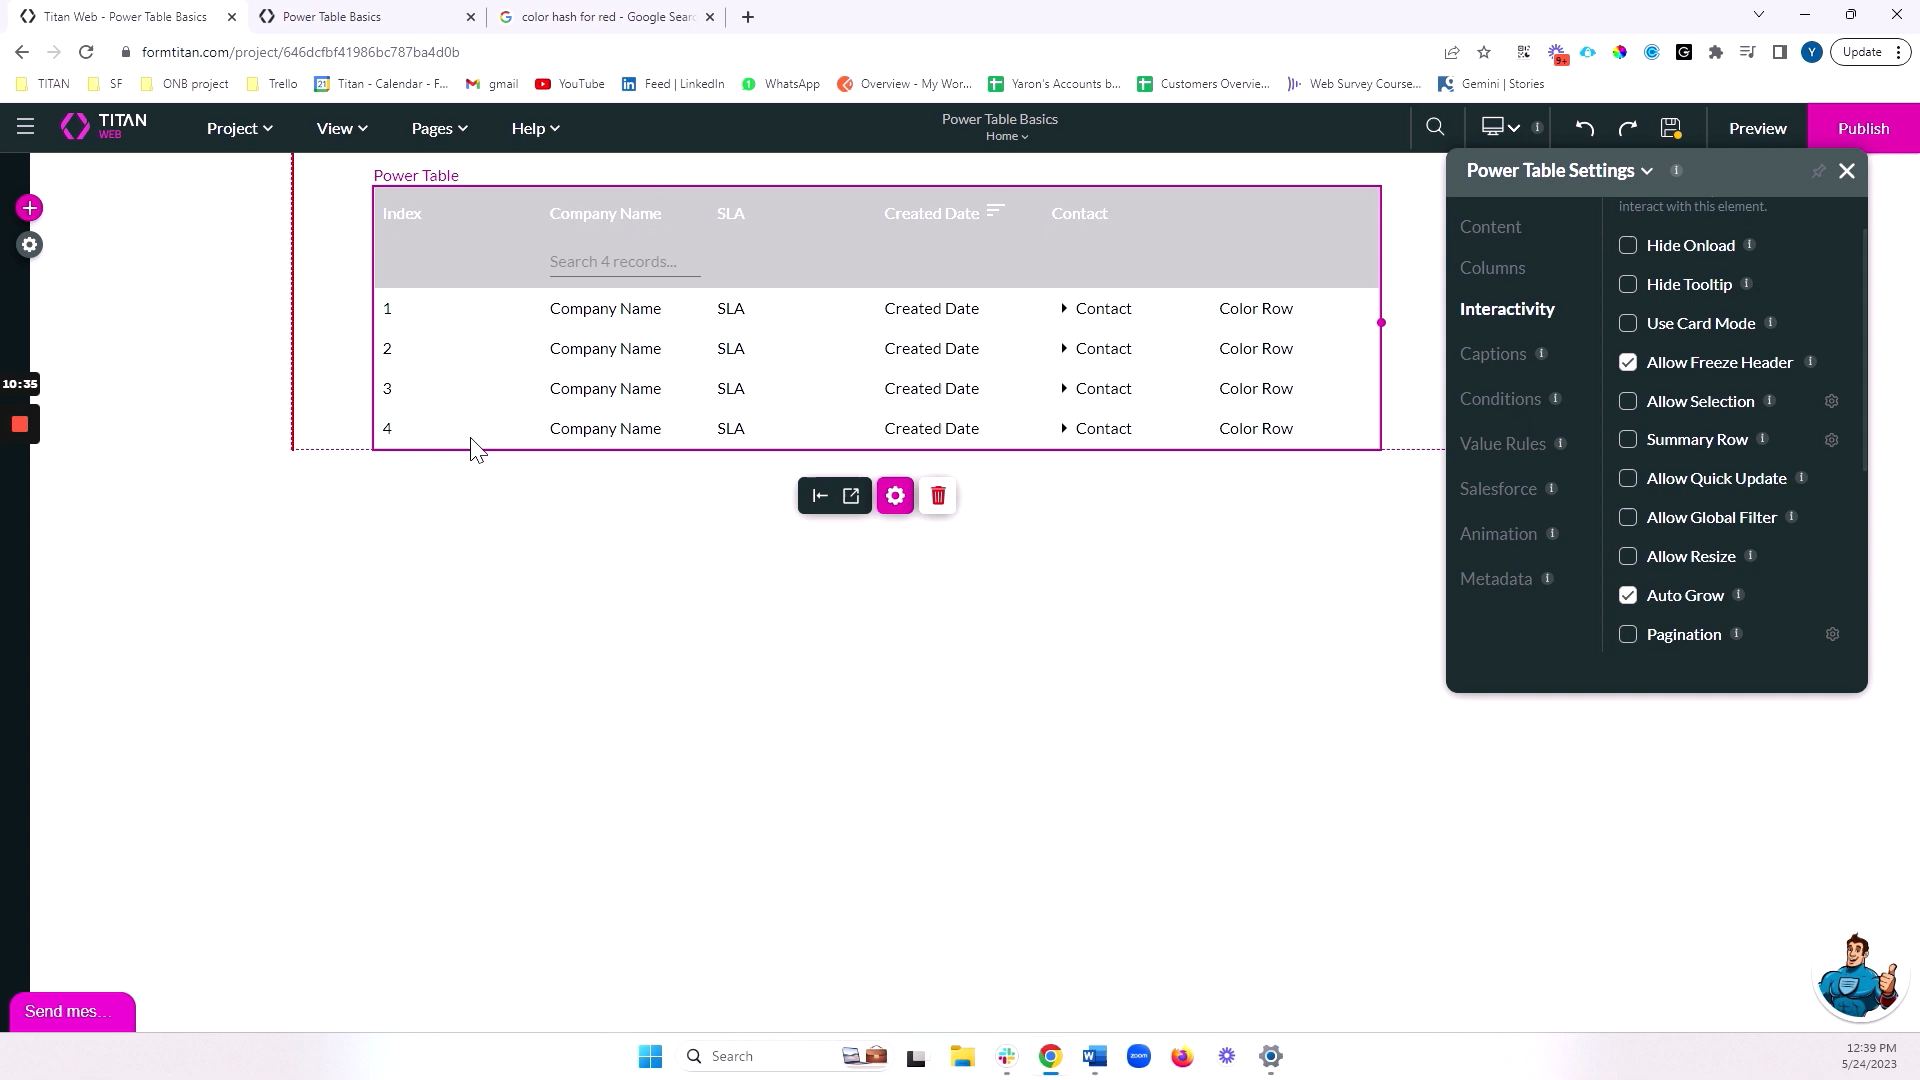 Titan Web - Power Table Basics
Power Table Basics
color hash for red - Google Sear
formtitan.com/project/646dcfbf41986bc787ba4d0b
9+
G
Y
Update
TITAN
SF
ONB project
Trello
21
Titan - Calendar - F...
gmail
YouTube
Feed | LinkedIn
1
WhatsApp
Overview - My Wor...
Yaron's Accounts b...
Customers Overvie...
Web Survey Course...
Gemini | Stories
TITAN
WEB
Project
View
Pages
Help
Power Table Basics
Home
Preview
Publish
Power Table
Index
Company Name
SLA
Created Date
Contact
Search 4 records...
1 Company Name SLA Created Date Contact Color Row
2 Company Name SLA Created Date Contact Color Row
3 Company Name SLA Created Date Contact Color Row
4 Company Name SLA Created Date Contact Color Row
10:35
Power Table Settings
Content
Columns
Interactivity
Captions
Conditions
Value Rules
Salesforce
Animation
Metadata
interact with this element.
Hide Onload
Hide Tooltip
Use Card Mode
Allow Freeze Header
Allow Selection
Summary Row
Allow Quick Update
Allow Global Filter
Allow Resize
Auto Grow
Pagination
Send mes...
Search
zoom
12:39 PM
5/24/2023